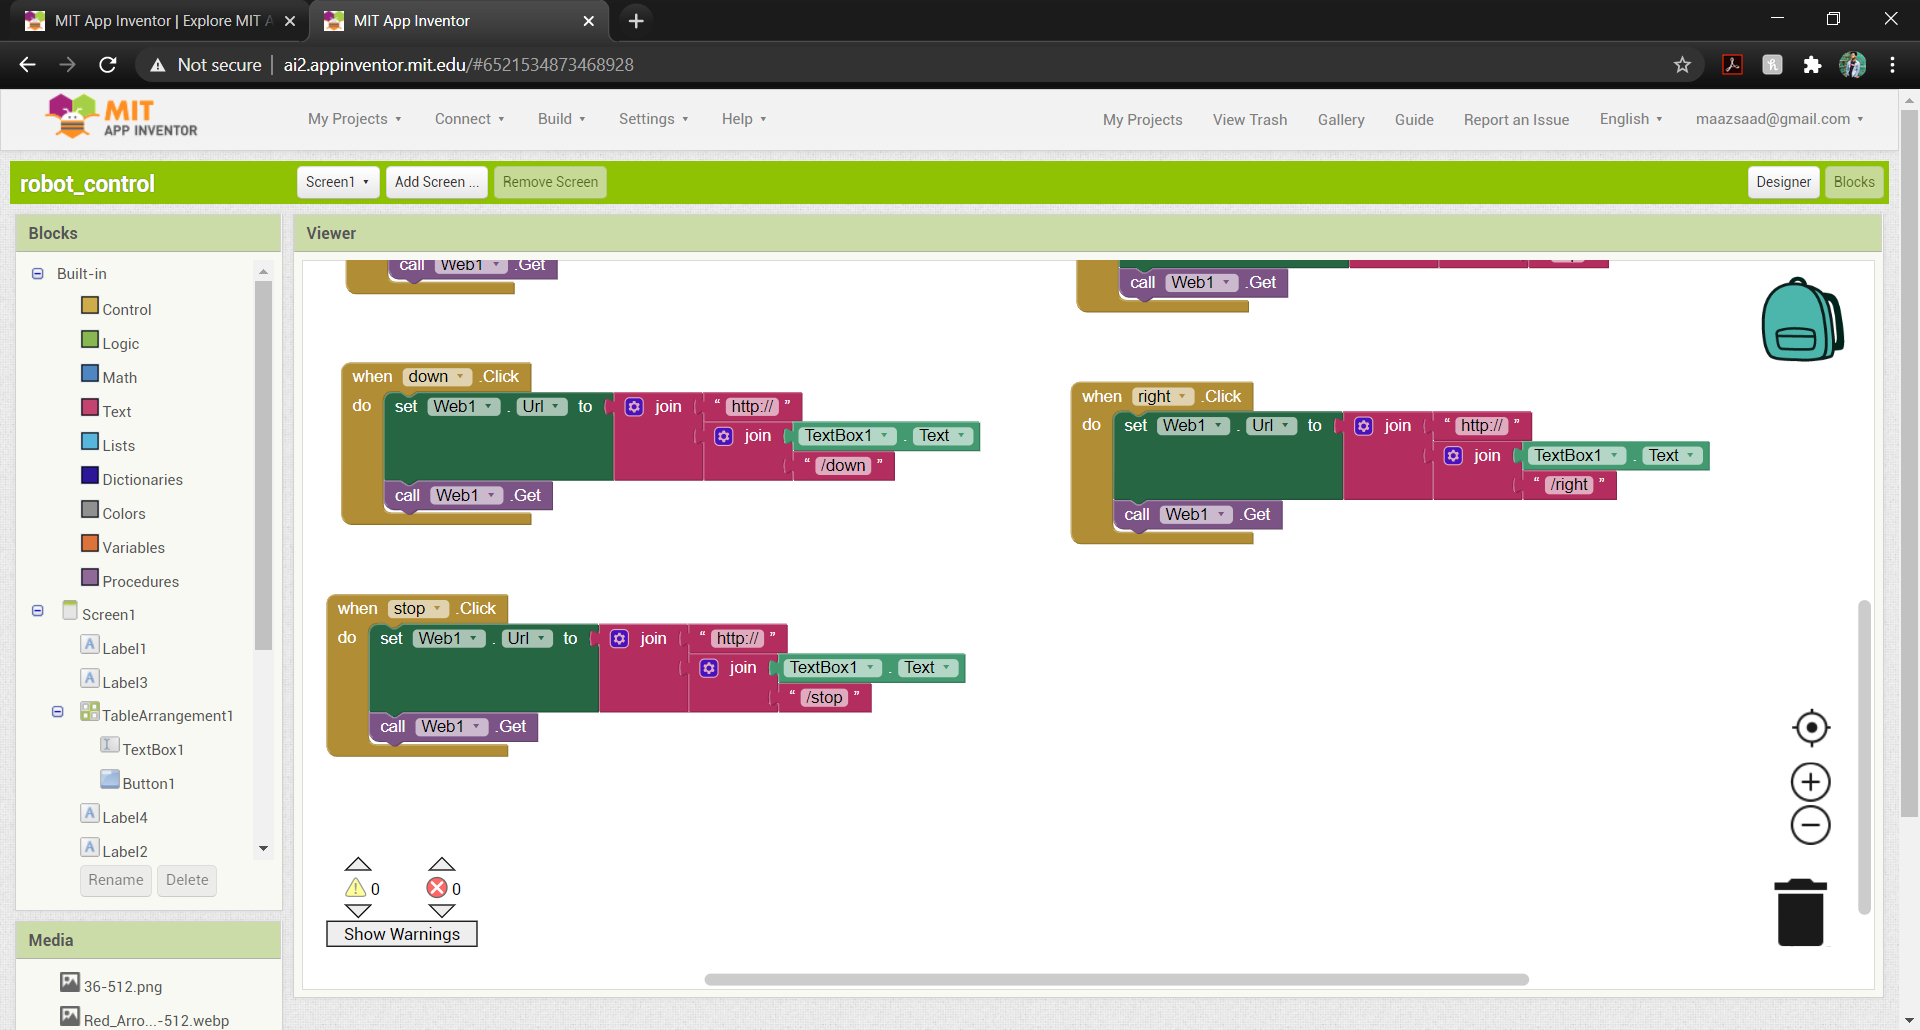 MIT App Inventor | Explore MIT A
MIT App Inventor
Not secure | ai2.appinventor.mit.edu/#6521534873468928
MIT
APP INVENTOR
My Projects Connect Build Settings Help
My Projects View Trash Gallery Guide Report an Issue English maazsaad@gmail.com
robot_control Screen1 Add Screen ... Remove Screen Designer Blocks
Blocks
Built-in
Control
Logic
Math
Text
Lists
Dictionaries
Colors
Variables
Procedures
Screen1
Label1
Label3
TableArrangement1
TextBox1
Button1
Label4
Label2
Rename Delete
Media
36-512.png
Red_Arro...-512.webp
Viewer
call Web1 .Get
call Web1 .Get
when down .Click
do set Web1 . Url to join “ http:// ”
join TextBox1 . Text
“ /down ”
call Web1 .Get
when right .Click
do set Web1 . Url to join “ http:// ”
join TextBox1 . Text
“ /right ”
call Web1 .Get
when stop .Click
do set Web1 . Url to join “ http:// ”
join TextBox1 . Text
“ /stop ”
call Web1 .Get
0 0
Show Warnings